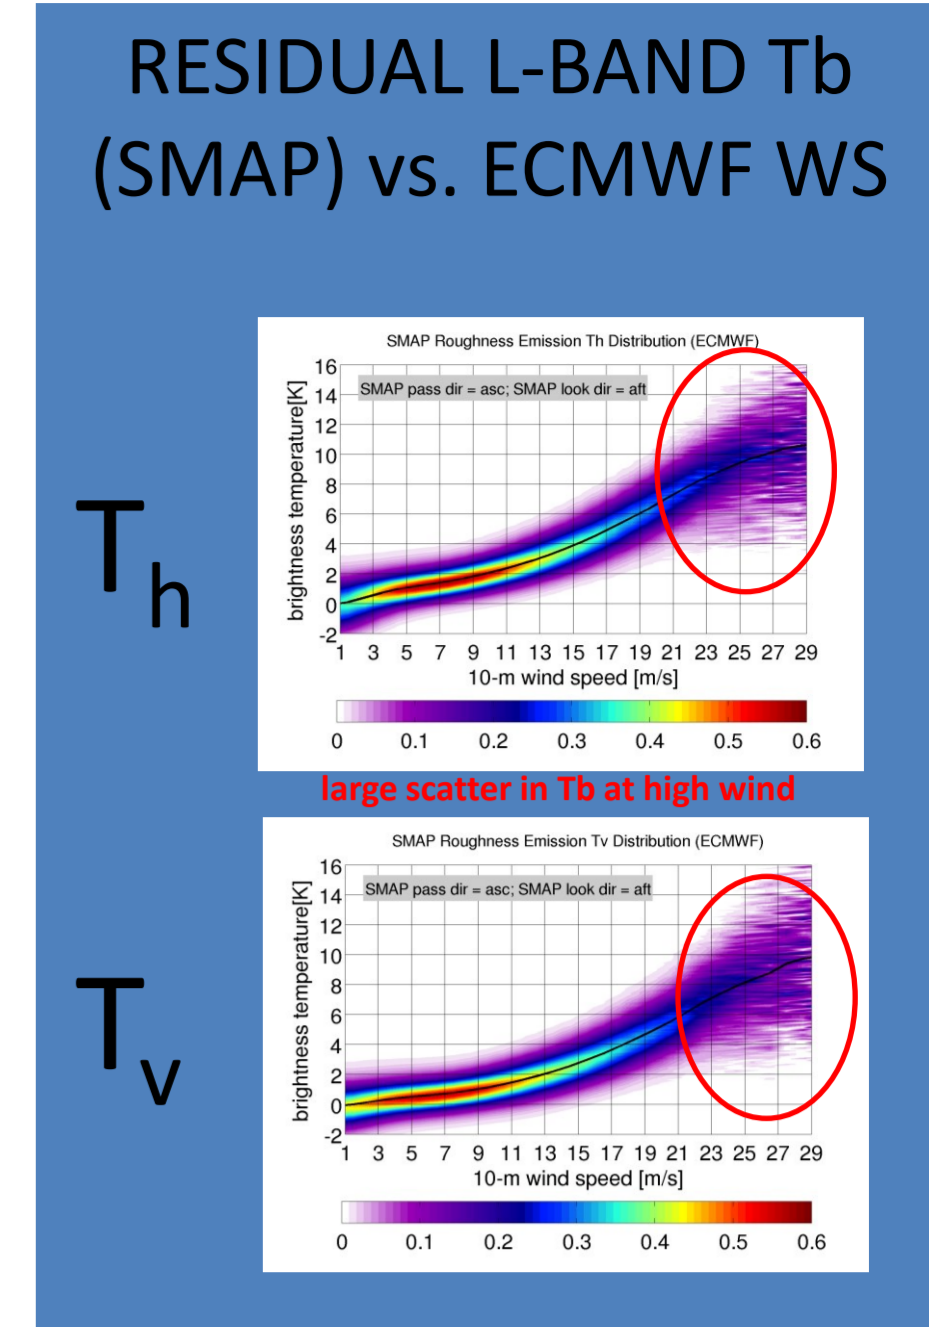 RESIDUAL L-BAND Tb
(SMAP) vs. ECMWF WS
Th
SMAP Roughness Emission Th Distribution (ECMWF)
SMAP pass dir = asc; SMAP look dir = aft
brightness temperature[K]
16
14
12
10
8
6
4
2
0
-2
1 3 5 7 9 11 13 15 17 19 21 23 25 27 29
10-m wind speed [m/s]
0 0.1 0.2 0.3 0.4 0.5 0.6
large scatter in Tb at high wind
Tv
SMAP Roughness Emission Tv Distribution (ECMWF)
SMAP pass dir = asc; SMAP look dir = aft
brightness temperature[K]
16
14
12
10
8
6
4
2
0
-2
1 3 5 7 9 11 13 15 17 19 21 23 25 27 29
10-m wind speed [m/s]
0 0.1 0.2 0.3 0.4 0.5 0.6